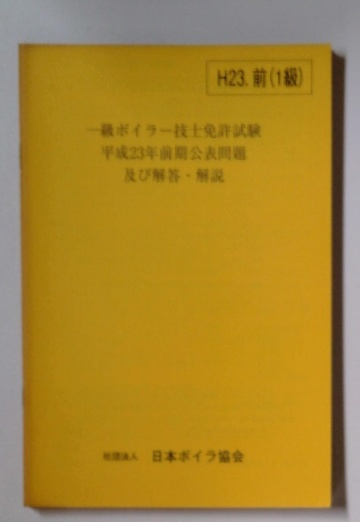 H23. 前(1級)
一級ボイラー技士免許試験
平成23年前期公表問題
及び解答・解説
社団法人 日本ボイラ協会